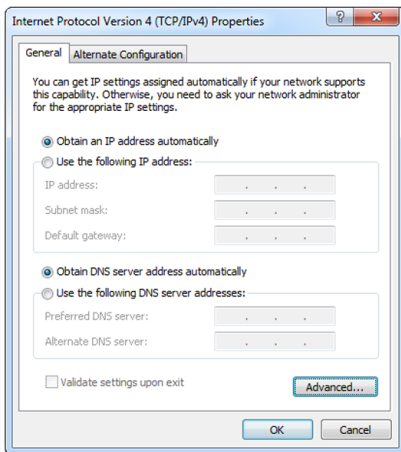 Internet Protocol Version 4 (TCP/IPv4) Properties
General
Alternate Configuration
You can get IP settings assigned automatically if your network supports
this capability. Otherwise, you need to ask your network administrator
for the appropriate IP settings.
Obtain an IP address automatically
Use the following IP address:
IP address:
Subnet mask:
Default gateway:
Obtain DNS server address automatically
Use the following DNS server addresses:
Preferred DNS server:
Alternate DNS server:
Validate settings upon exit
Advanced...
OK
Cancel